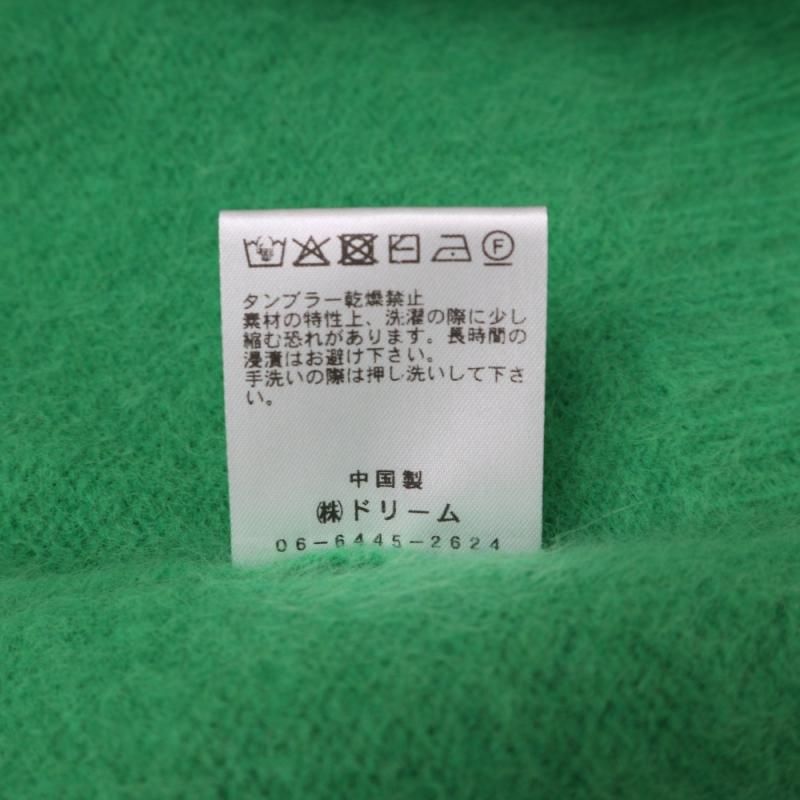 F
タンブラー乾燥禁止
素材の特性上、洗濯の際に少し
縮む恐れがあります。長時間の
浸漬はお避け下さい。
手洗いの際は押し洗いして下さ
い。
中国製
㈱ドリーム
06-6445-2624